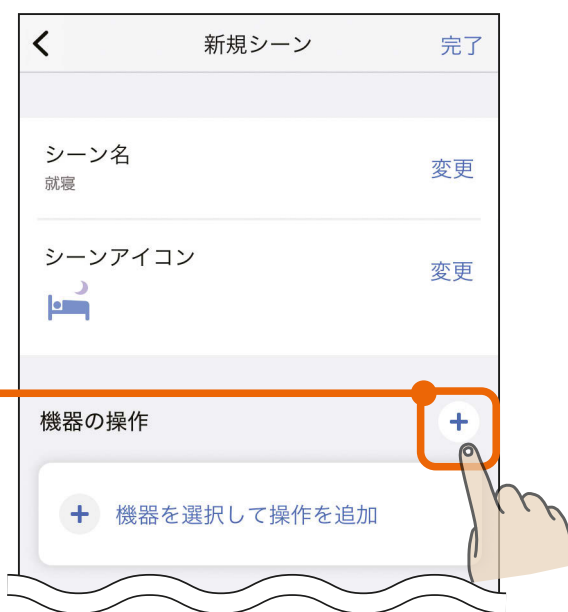 新規シーン 完了
シーン名
就寝
変更
シーンアイコン
変更
機器の操作 +
+ 機器を選択して操作を追加